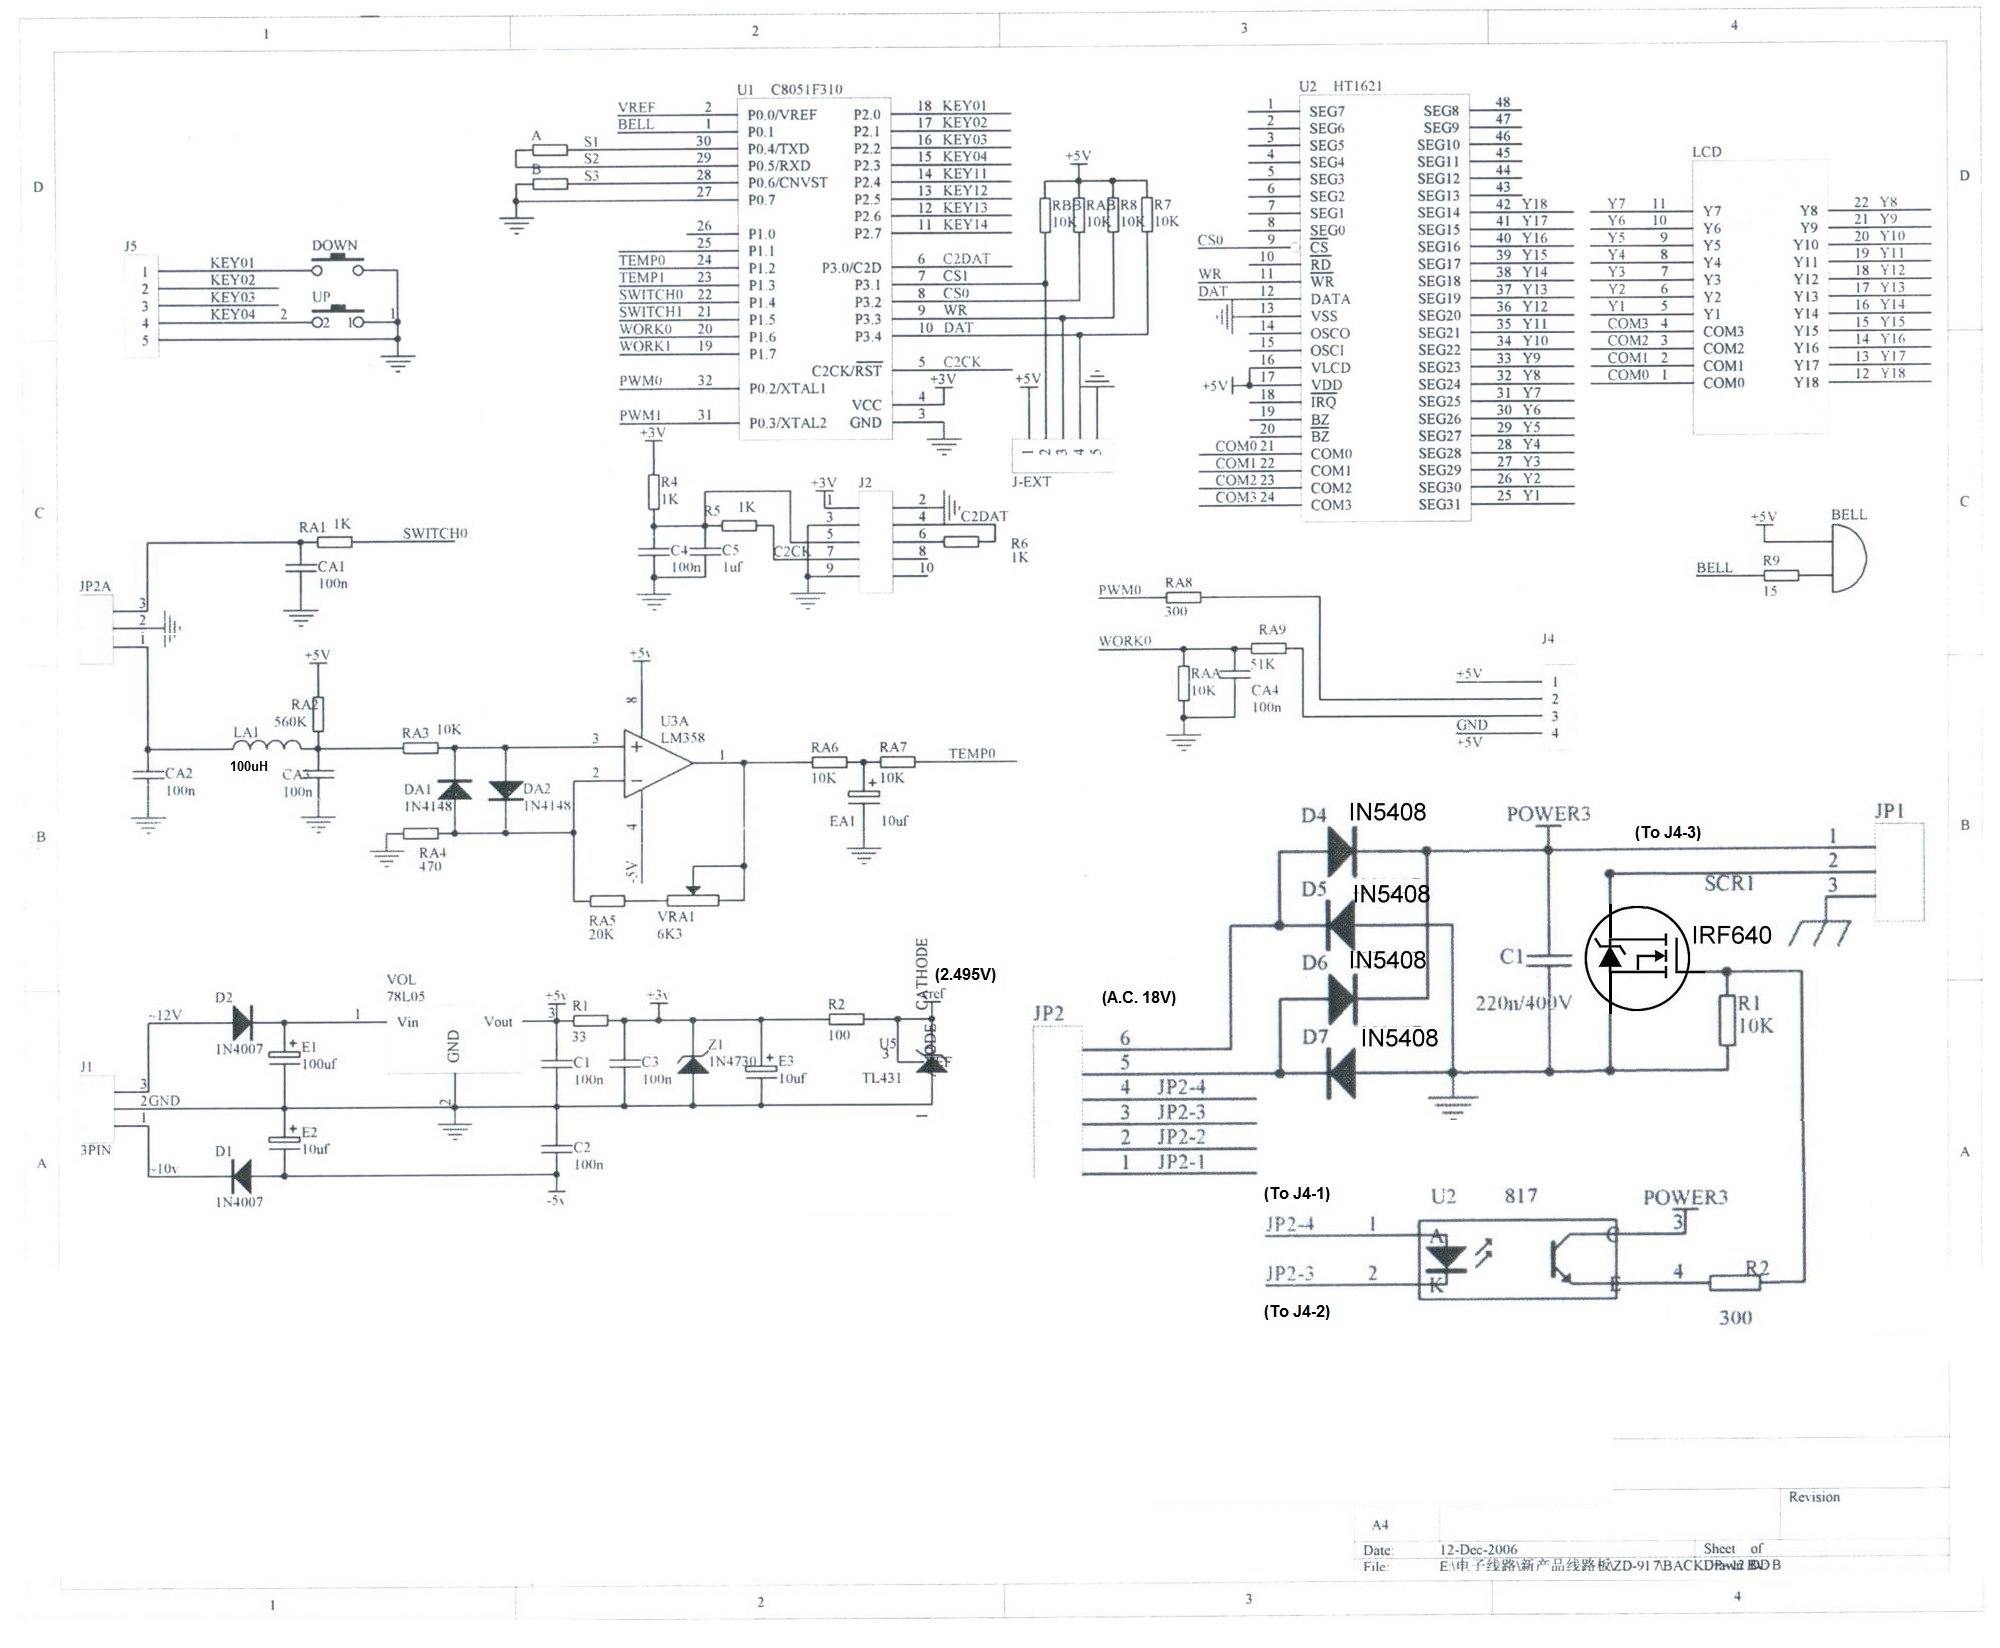 1
2
3
4
D
C
B
A
D
C
B
A
U1 C8051F310
VREF 2 P0.0/VREF
BELL 1 P0.1
A S1 30 P0.4/TXD
S2 29 P0.5/RXD
B S3 28 P0.6/CNVST
27 P0.7
26 P1.0
25 P1.1
TEMP0 24 P1.2
TEMP1 23 P1.3
SWITCH0 22 P1.4
SWITCH1 21 P1.5
WORK0 20 P1.6
WORK1 19 P1.7
PWM0 32 P0.2/XTAL1
PWM1 31 P0.3/XTAL2
P2.0 18 KEY01
P2.1 17 KEY02
P2.2 16 KEY03
P2.3 15 KEY04
P2.4 14 KEY11
P2.5 13 KEY12
P2.6 12 KEY13
P2.7 11 KEY14
P3.0/C2D 6 C2DAT
P3.1 7 CS1
P3.2 8 CS0
P3.3 9 WR
P3.4 10 DAT
C2CK/RST 5 C2CK
VCC 4 +3V
GND 3
+5V
RBB 10K
RAB 10K
R8 10K
R7 10K
+5V
1 2 3 4 5
J-EXT
U2 HT1621
1 SEG7
2 SEG6
3 SEG5
4 SEG4
5 SEG3
6 SEG2
7 SEG1
8 SEG0
CS0 9 CS
10 RD
WR 11 WR
DAT 12 DATA
13 VSS
14 OSCO
15 OSCI
16 VLCD
+5V 17 VDD
18 IRQ
19 BZ
20 BZ
COM0 21 COM0
COM1 22 COM1
COM2 23 COM2
COM3 24 COM3
SEG8 48
SEG9 47
SEG10 46
SEG11 45
SEG12 44
SEG13 43
SEG14 42 Y18
SEG15 41 Y17
SEG16 40 Y16
SEG17 39 Y15
SEG18 38 Y14
SEG19 37 Y13
SEG20 36 Y12
SEG21 35 Y11
SEG22 34 Y10
SEG23 33 Y9
SEG24 32 Y8
SEG25 31 Y7
SEG26 30 Y6
SEG27 29 Y5
SEG28 28 Y4
SEG29 27 Y3
SEG30 26 Y2
SEG31 25 Y1
LCD
Y7 11 Y7
Y6 10 Y6
Y5 9 Y5
Y4 8 Y4
Y3 7 Y3
Y2 6 Y2
Y1 5 Y1
COM3 4 COM3
COM2 3 COM2
COM1 2 COM1
COM0 1 COM0
Y8 22 Y8
Y9 21 Y9
Y10 20 Y10
Y11 19 Y11
Y12 18 Y12
Y13 17 Y13
Y14 16 Y14
Y15 15 Y15
Y16 14 Y16
Y17 13 Y17
Y18 12 Y18
J5
1 KEY01 DOWN
2 KEY02
3 KEY03 UP
4 KEY04 2 2 1 1
5
+3V
R4
1K
R5 1K
C4
100n
C5
1uf
C2CK
+3V J2
1 2
3 4 C2DAT
5 6
7 8
9 10
R6
1K
+5V BELL
BELL R9
15
RA1 1K SWITCH0
CA1
100n
JP2A
3
2
1
+5V
RA2
560K
LA1
100uH
CA2
100n
CA3
100n
RA3 10K
DA1
1N4148
DA2
1N4148
RA4
470
+5v
8
3
2
1
4
-5V
U3A
LM358
RA5
20K
VRA1
6K3
RA6
10K
RA7
10K
TEMP0
EA1 10uf
PWM0 RA8
300
WORK0 RA9
51K
RAA
10K
CA4
100n
J4
+5V 1
2
3
GND 4
+5V
D4 IN5408
D5 IN5408
D6 IN5408
D7 IN5408
POWER3
(To J4-3)
JP1
1
2
3
SCR1
IRF640
C1
220n/400V
R1
10K
(A.C. 18V)
JP2
6
5
4 JP2-4
3 JP2-3
2 JP2-2
1 JP2-1
(To J4-1)
JP2-4 1 A
JP2-3 2 K
(To J4-2)
U2 817
C 3 POWER3
E 4 R2
300
J1
3
2 GND
1
3PIN
~12V
~10v
D2
1N4007
D1
1N4007
E1
100uf
E2
10uf
VOL
78L05
1 Vin
Vout 3
GND
2
+5v
R1
33
+3v
C1
100n
C2
100n
-5v
C3
100n
Z1
1N4730
E3
10uf
R2
100
CATHODE
(2.495V)
ref
U5
3
TL431
1
Revision
A4
Date: 12-Dec-2006 Sheet of
File: E:\电子线路\新产品线路板\ZD-917\BACKDPwh2.DDB
1
2
3
4